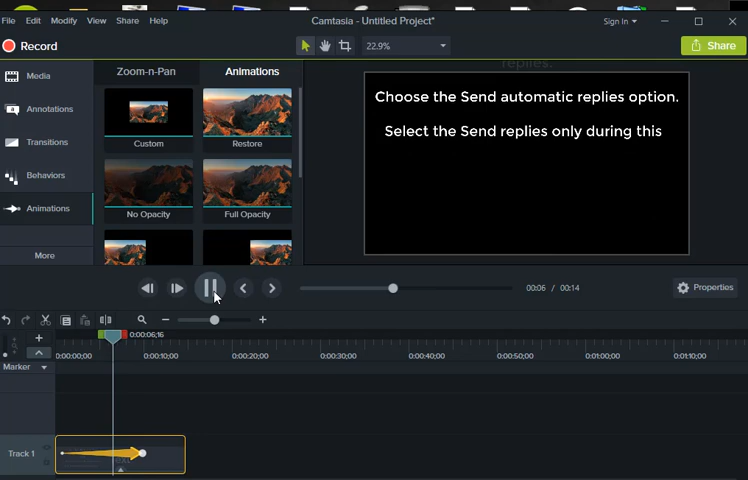 File Edit Modify View Share Help
Camtasia - Untitled Project*
Sign In
Record
22.9%
Share
Media
Annotations
Transitions
Behaviors
Animations
More
Zoom-n-Pan
Animations
Custom
Restore
No Opacity
Full Opacity
replies.
Choose the Send automatic replies option.
Select the Send replies only during this
00:06 / 00:14
Properties
0:00:06;16
0:00:00;00 0:00:10;00 0:00:20;00 0:00:30;00 0:00:40;00 0:00:50;00 0:01:00;00 0:01:10;00
Marker
Track 1